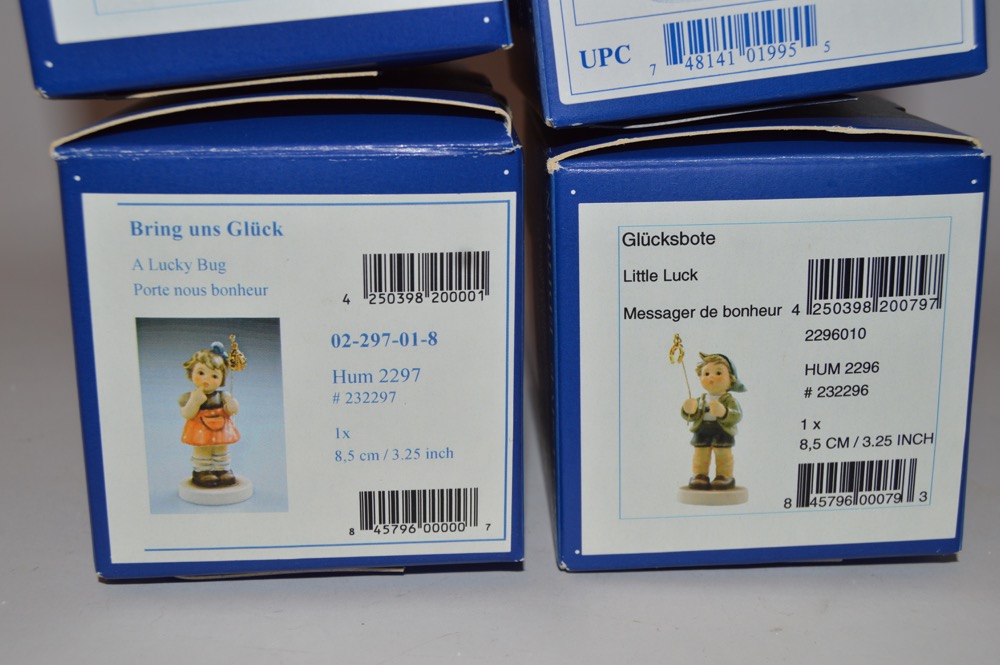 UPC
7 48141 01995 5
Bring uns Glück
A Lucky Bug
Porte nous bonheur
4 250398 200001
02-297-01-8
Hum 2297
# 232297
1x
8,5 cm / 3.25 inch
8 45796 00000 7
Glücksbote
Little Luck
Messager de bonheur
4 250398 200797
2296010
HUM 2296
# 232296
1 x
8,5 CM / 3.25 INCH
8 45796 00079 3